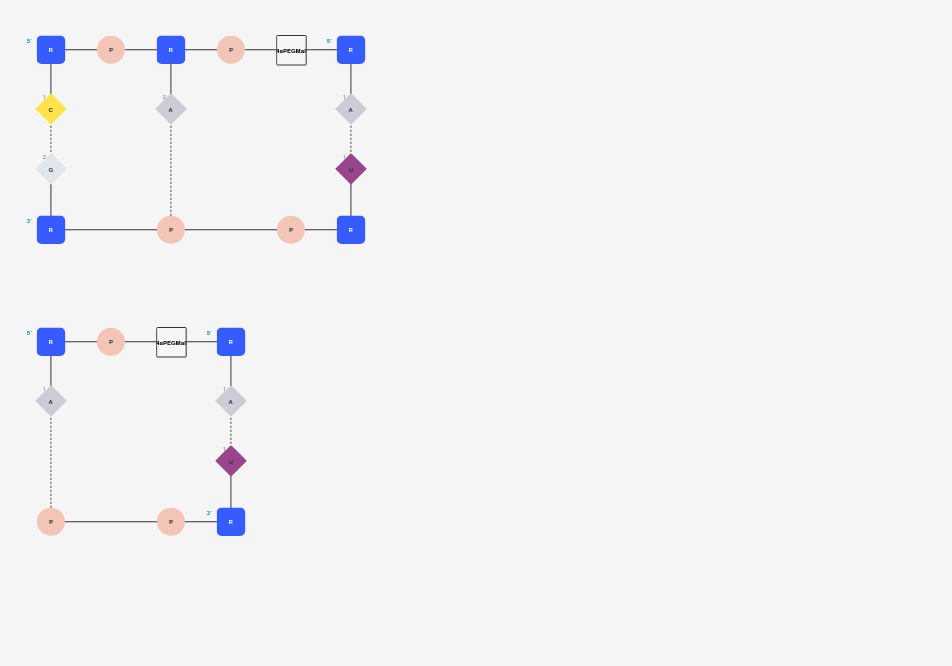 5' R P R P 4aPEGMal 5' R
1 C 2 A 1 A
2 G 1 U
3' R P P R
5' R P 4aPEGMal 5' R
1 A 1 A
1 U
P P 3' R